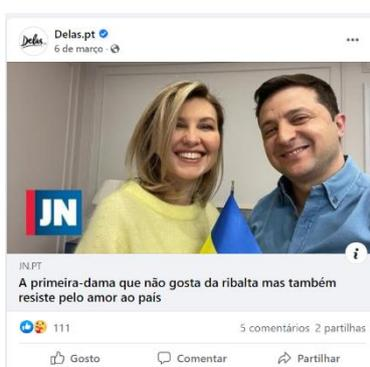 Delas.
Delas.pt
6 de março ·
JN
JN.PT
A primeira-dama que não gosta da ribalta mas também
resiste pelo amor ao país
111
5 comentários 2 partilhas
Gosto
Comentar
Partilhar